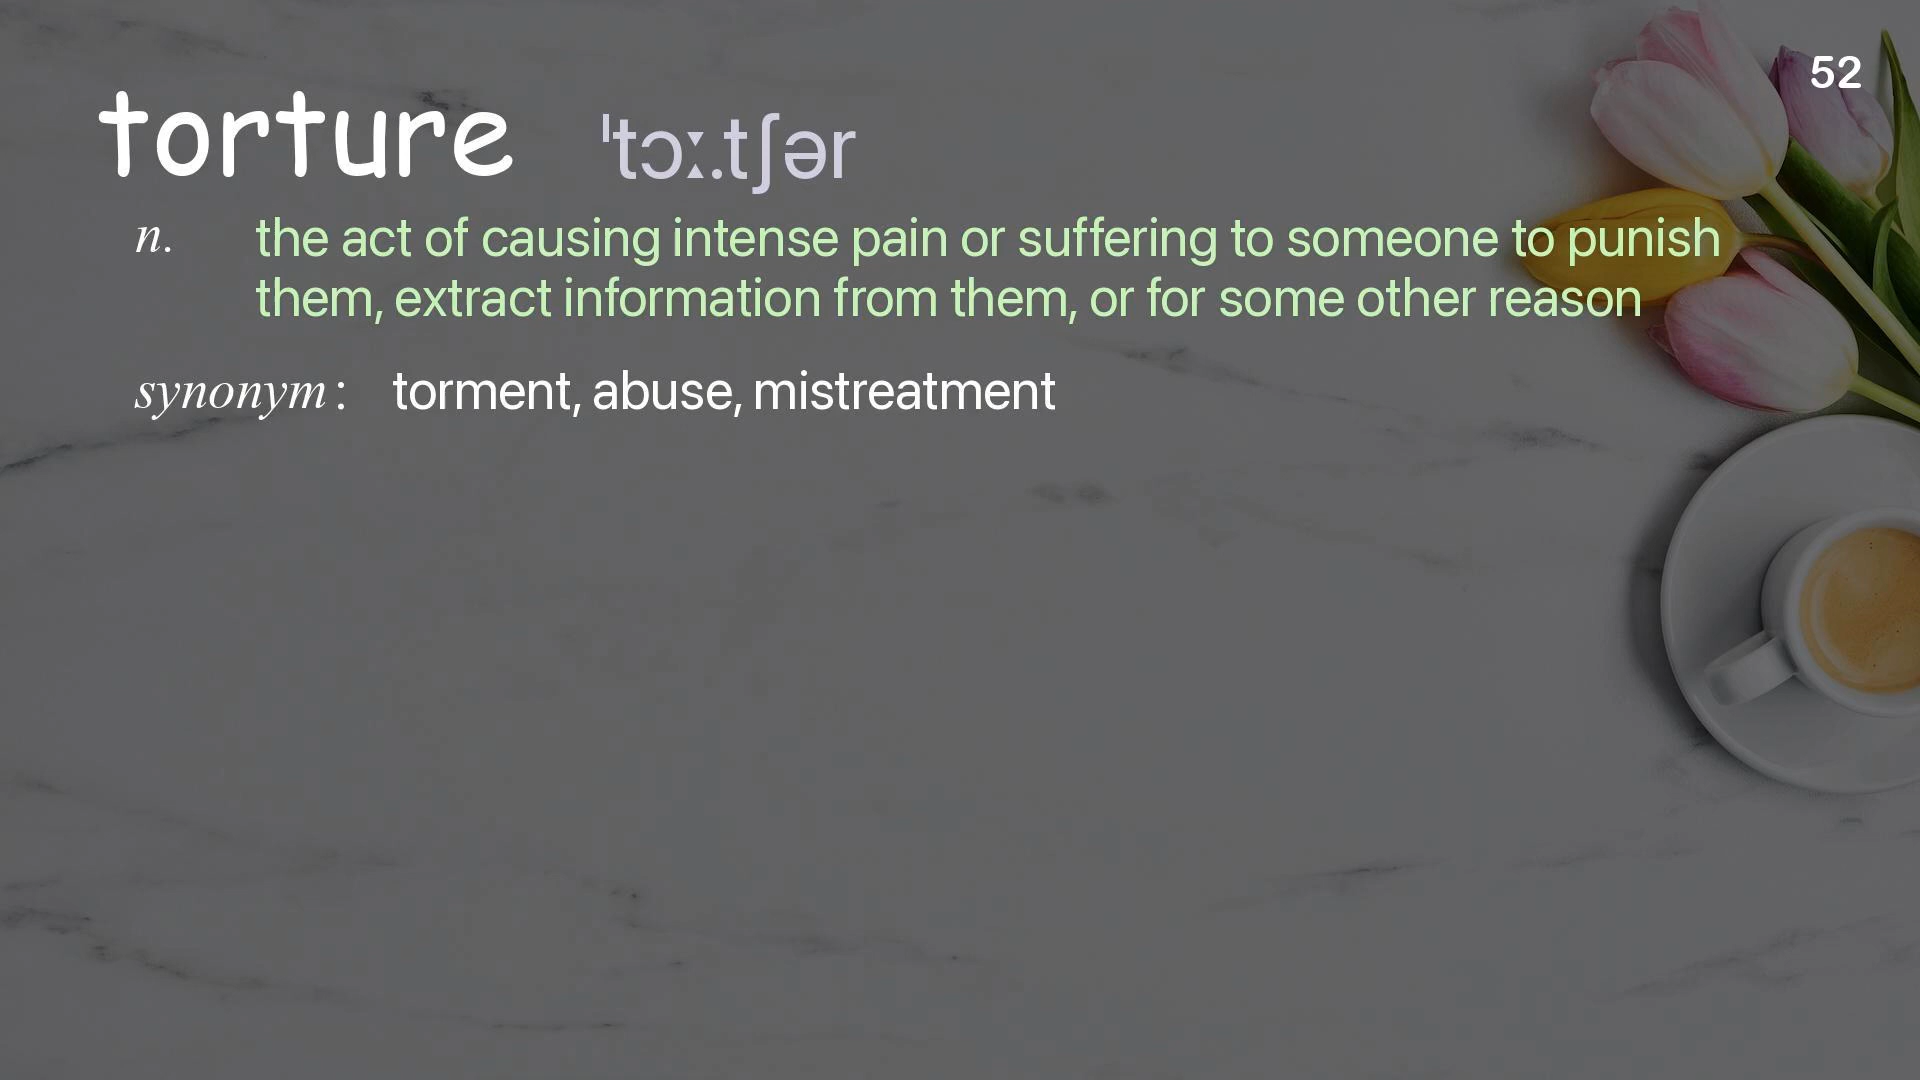 52
torture ˈtɔː.tʃər
n. the act of causing intense pain or suffering to someone to punish
them, extract information from them, or for some other reason
synonym : torment, abuse, mistreatment